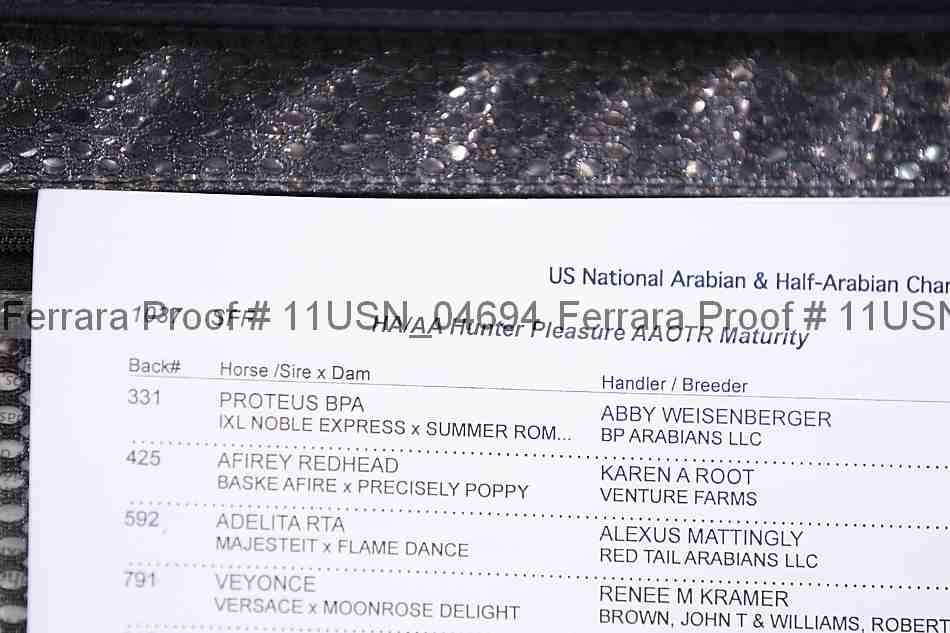 US National Arabian & Half-Arabian Char
Ferrara Proof # 11USN_04694 Ferrara Proof # 11USN
1037 SFF HA/AA Hunter Pleasure AAOTR Maturity
Back# Horse /Sire x Dam Handler / Breeder
331 PROTEUS BPA ABBY WEISENBERGER
IXL NOBLE EXPRESS x SUMMER ROM... BP ARABIANS LLC
425 AFIREY REDHEAD KAREN A ROOT
BASKE AFIRE x PRECISELY POPPY VENTURE FARMS
592 ADELITA RTA ALEXUS MATTINGLY
MAJESTEIT x FLAME DANCE RED TAIL ARABIANS LLC
791 VEYONCE RENEE M KRAMER
VERSACE x MOONROSE DELIGHT BROWN, JOHN T & WILLIAMS, ROBERT